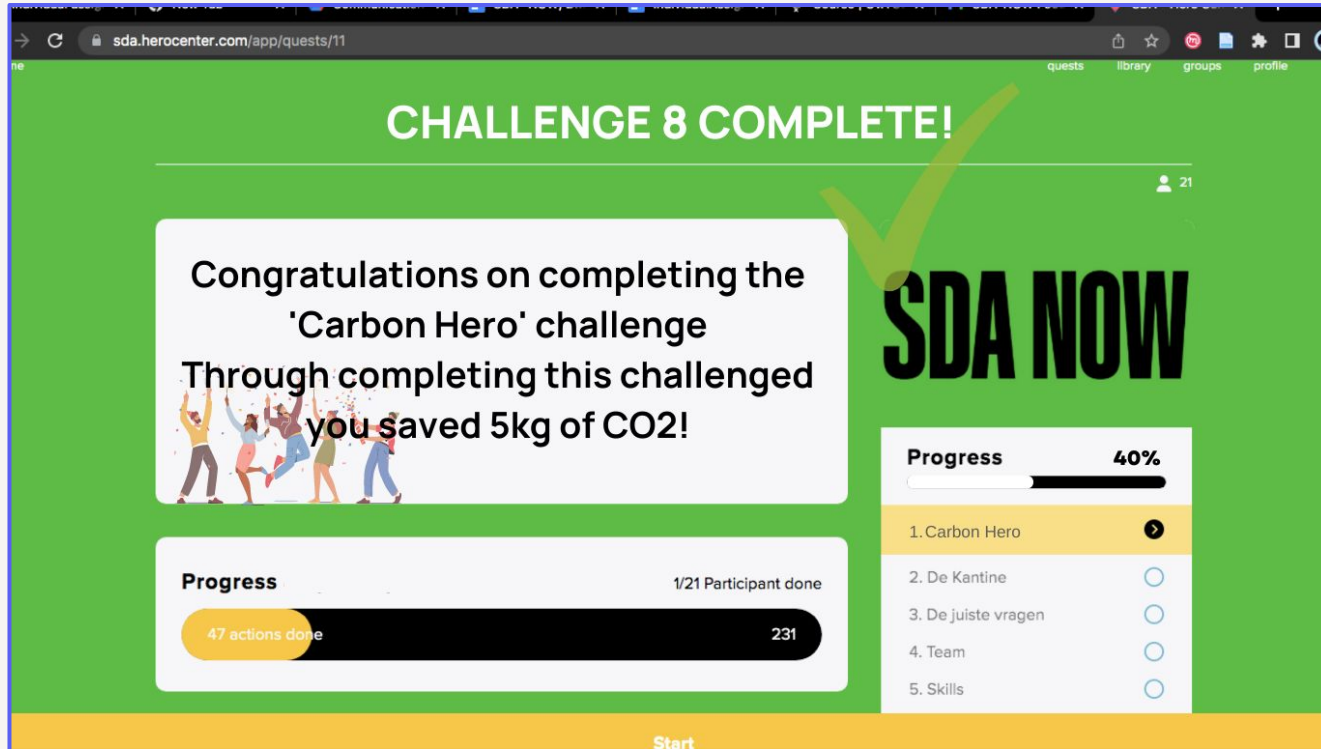 sda.herocenter.com/app/quests/11
quests library groups profile
CHALLENGE 8 COMPLETE!
21
Congratulations on completing the
'Carbon Hero' challenge
Through completing this challenged
you saved 5kg of CO2!
SDA NOW
Progress 40%
1. Carbon Hero
2. De Kantine
3. De juiste vragen
4. Team
5. Skills
Progress 1/21 Participant done
47 actions done 231
Start